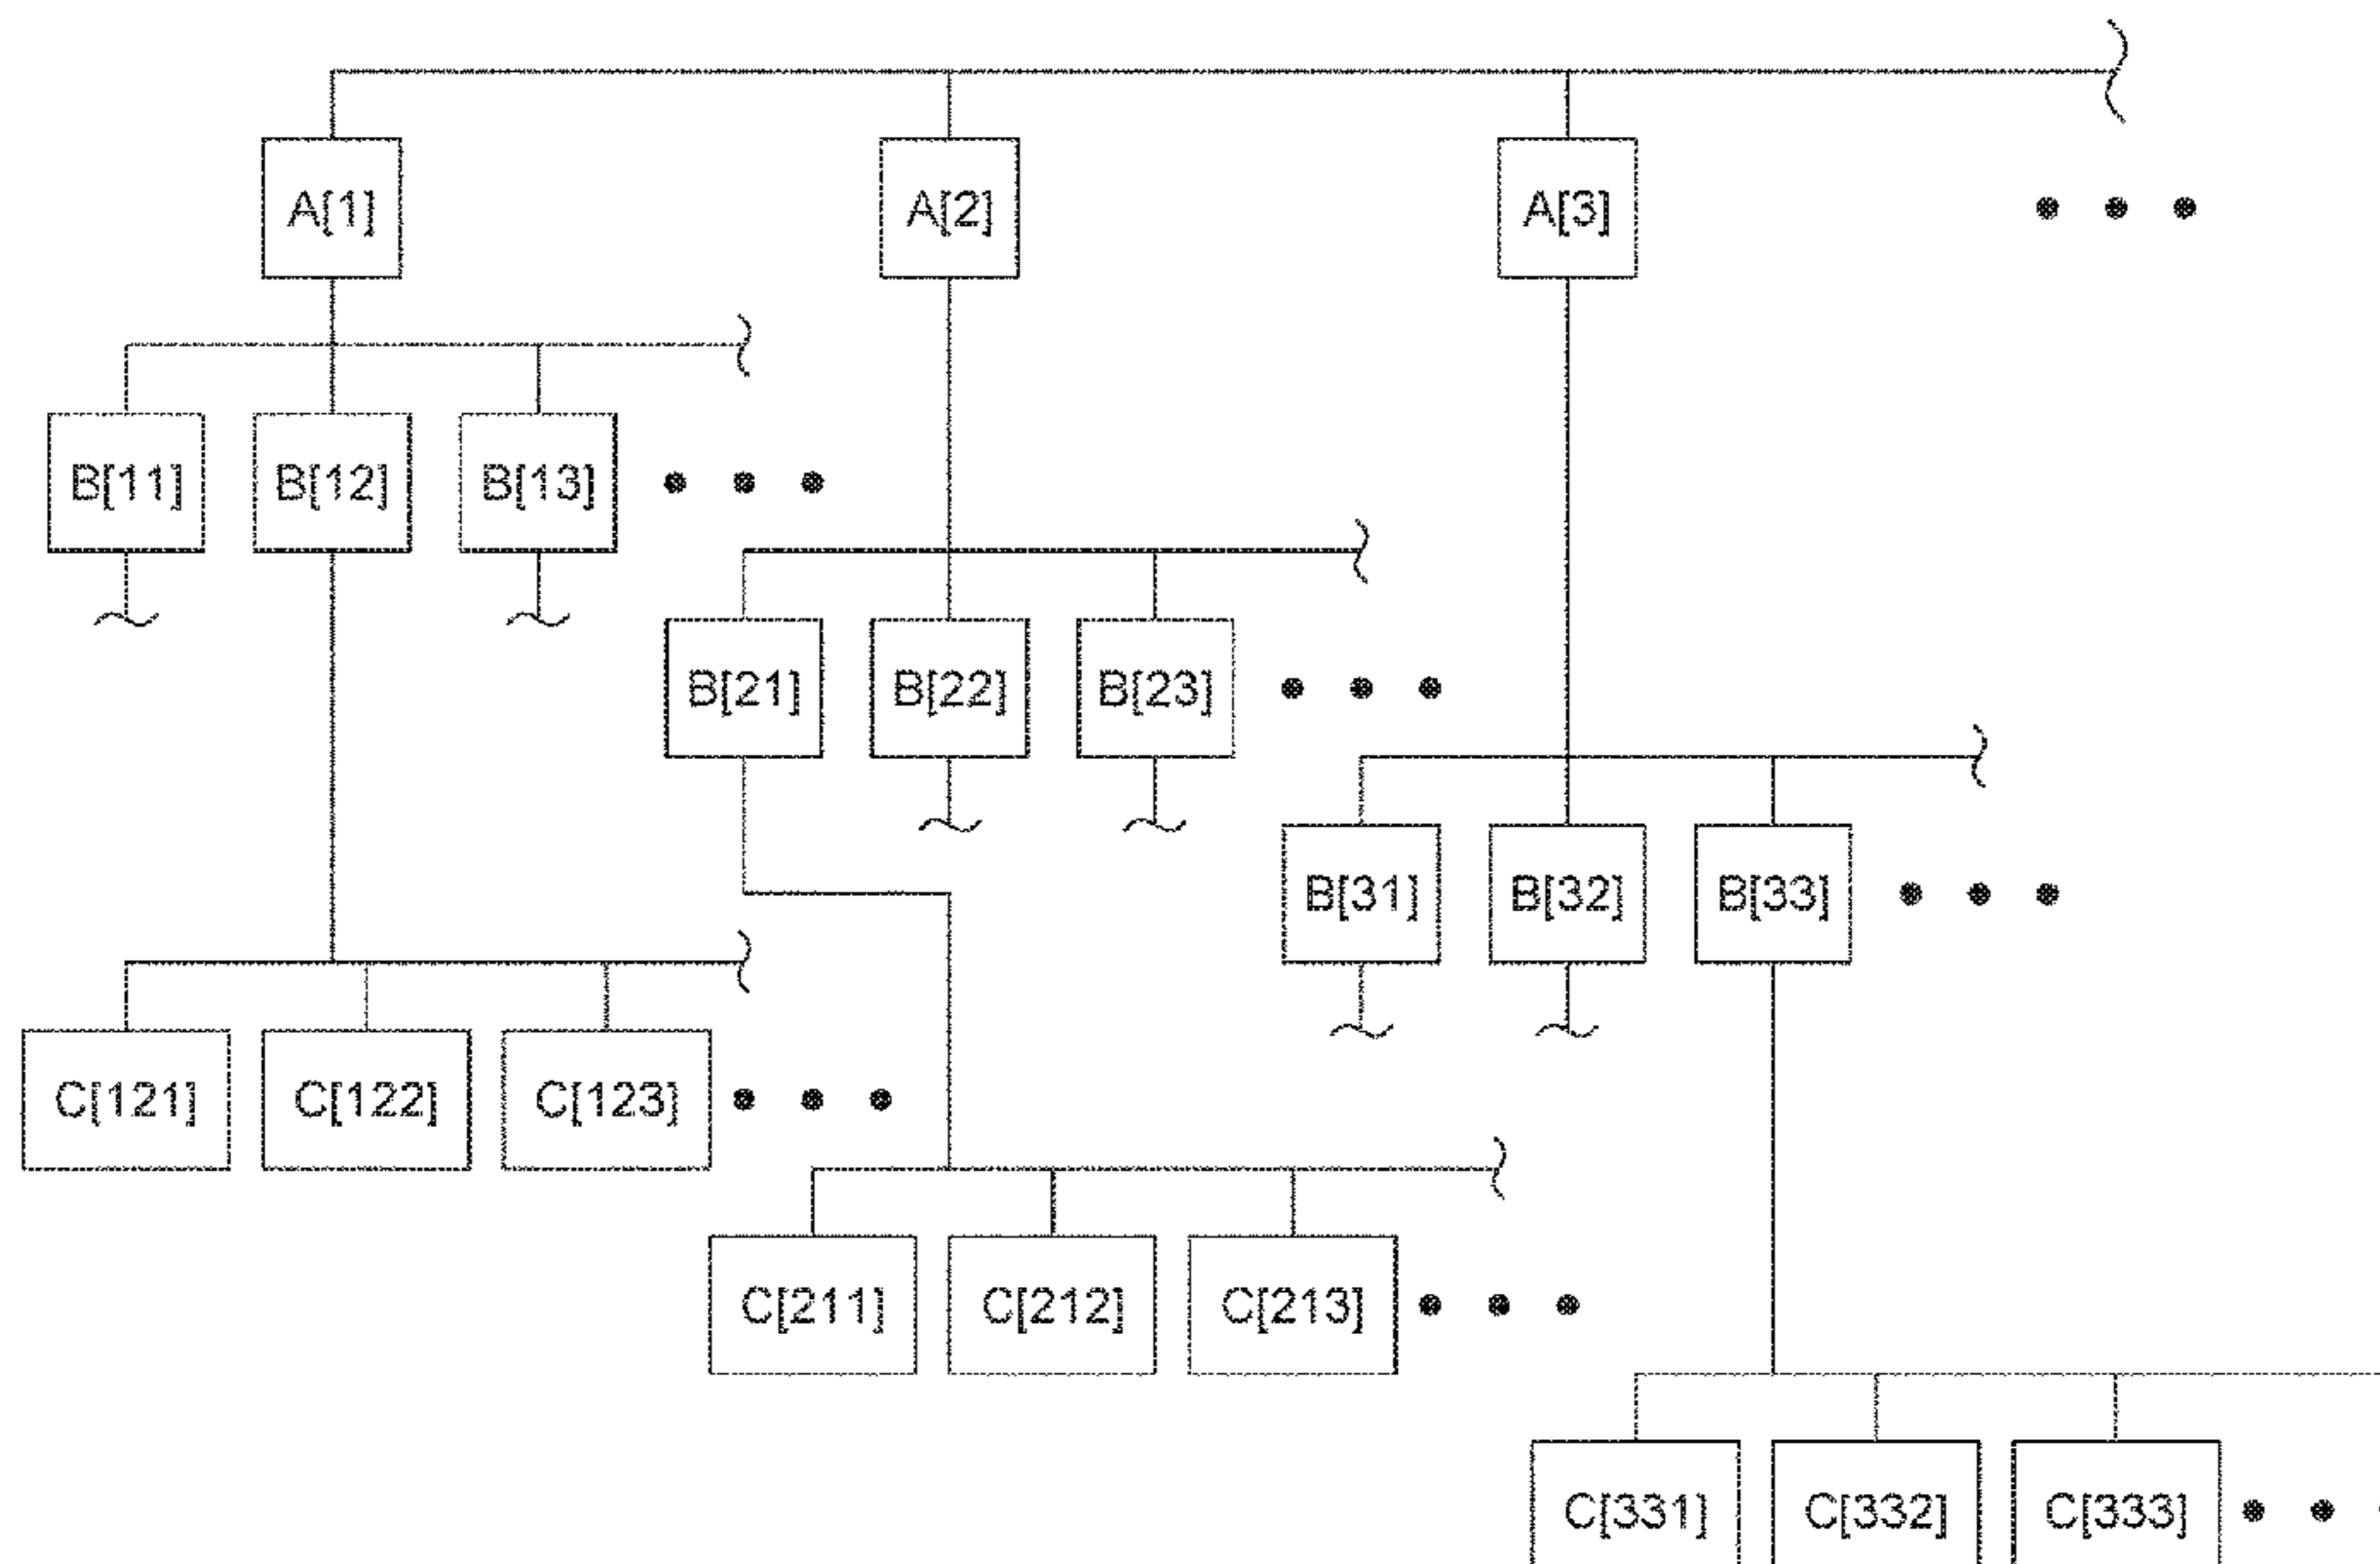 A[1] A[2] A[3]
B[11] B[12] B[13]
B[21] B[22] B[23]
B[31] B[32] B[33]
C[121] C[122] C[123]
C[211] C[212] C[213]
C[331] C[332] C[333]